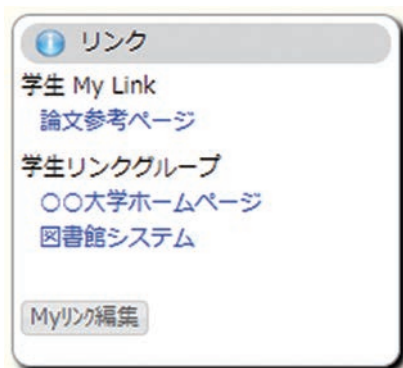 リンク
学生 My Link
論文参考ページ
学生リンクグループ
○○大学ホームページ
図書館システム
Myリンク編集